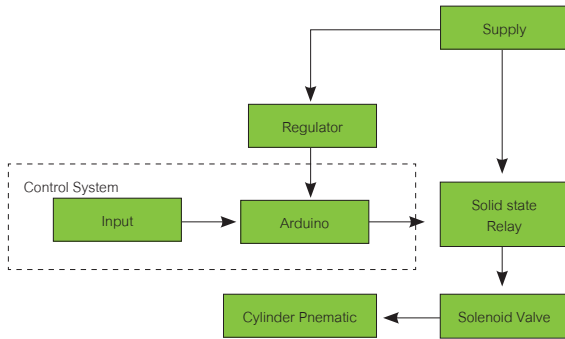 Supply
Regulator
Control System
Input
Arduino
Solid state
Relay
Cylinder Pnematic
Solenoid Valve